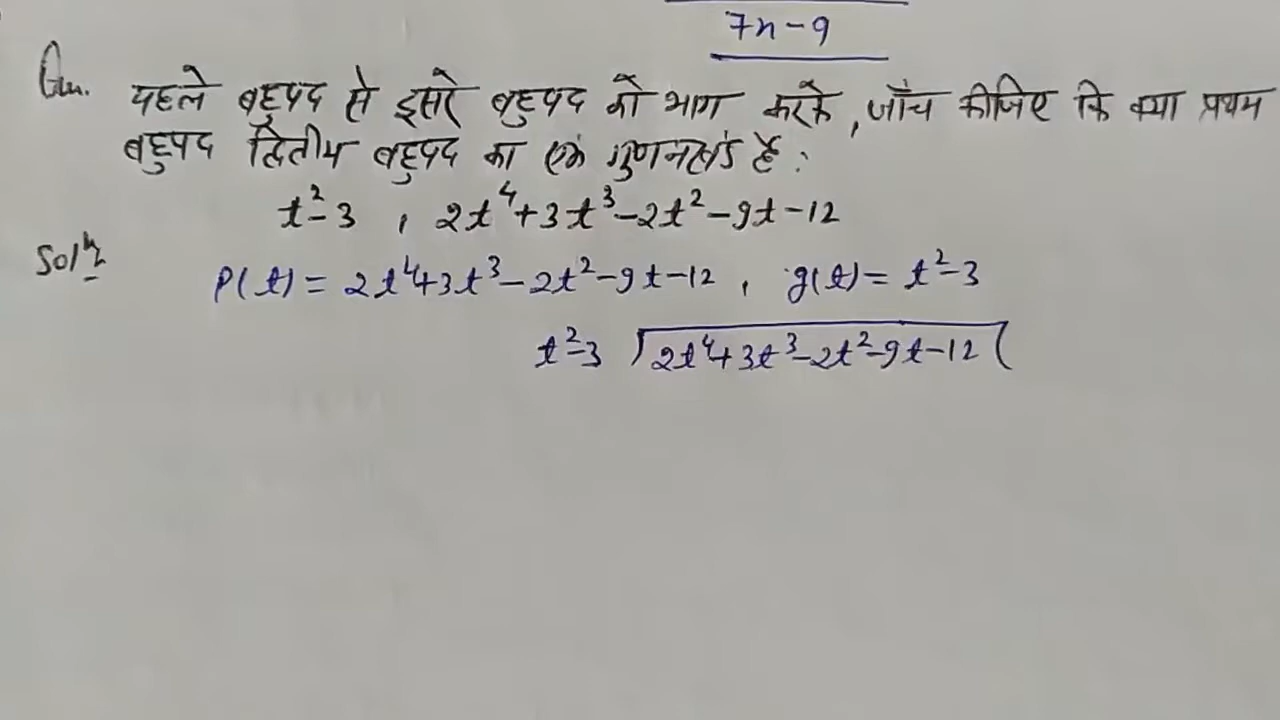 7x-9
Qu. पहले बहुपद से दूसरे बहुपद को भाग करके, जाँच कीजिए कि क्या प्रथम
बहुपद द्वितीय बहुपद का एक गुणनखंड है :
t²-3 , 2t⁴+3t³-2t²-9t-12
Solⁿ P(t) = 2t⁴+3t³-2t²-9t-12 , g(t) = t²-3
t²-3 )2t⁴+3t³-2t²-9t-12(